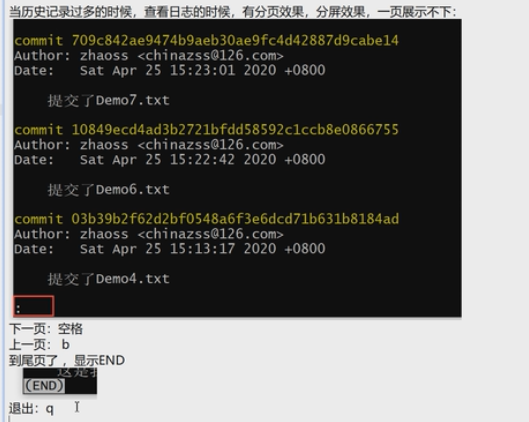 当历史记录过多的时候，查看日志的时候，有分页效果，分屏效果，一页展示不下：
commit 709c842ae9474b9aeb30ae9fc4d42887d9cabe14
Author: zhaoss <chinazss@126.com>
Date:   Sat Apr 25 15:23:01 2020 +0800
提交了Demo7.txt
commit 10849ecd4ad3b2721bfdd58592c1ccb8e0866755
Author: zhaoss <chinazss@126.com>
Date:   Sat Apr 25 15:22:42 2020 +0800
提交了Demo6.txt
commit 03b39b2f62d2bf0548a6f3e6dcd71b631b8184ad
Author: zhaoss <chinazss@126.com>
Date:   Sat Apr 25 15:13:17 2020 +0800
提交了Demo4.txt
:
下一页：空格
上一页： b
到尾页了 ，显示END
这是
(END)
退出：q